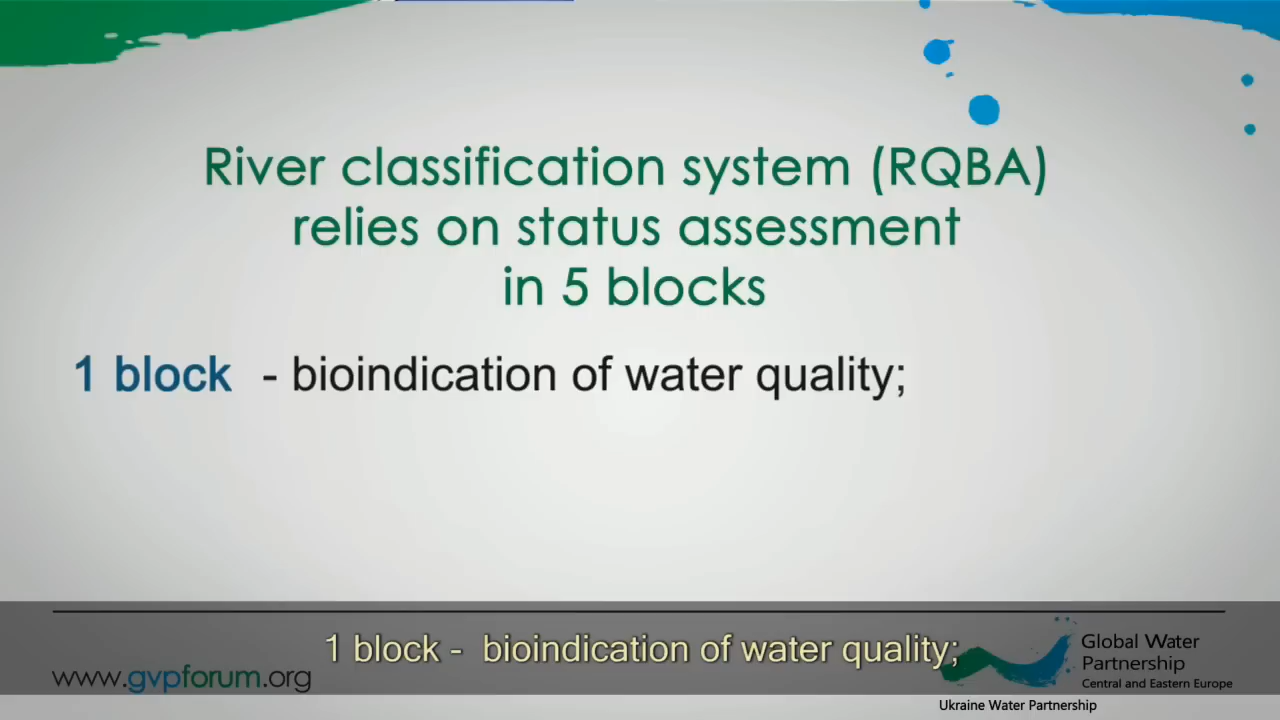 River classification system (RQBA)
relies on status assessment
in 5 blocks
1 block - bioindication of water quality;
1 block - bioindication of water quality;
www.gvpforum.org
Global Water
Partnership
Central and Eastern Europe
Ukraine Water Partnership